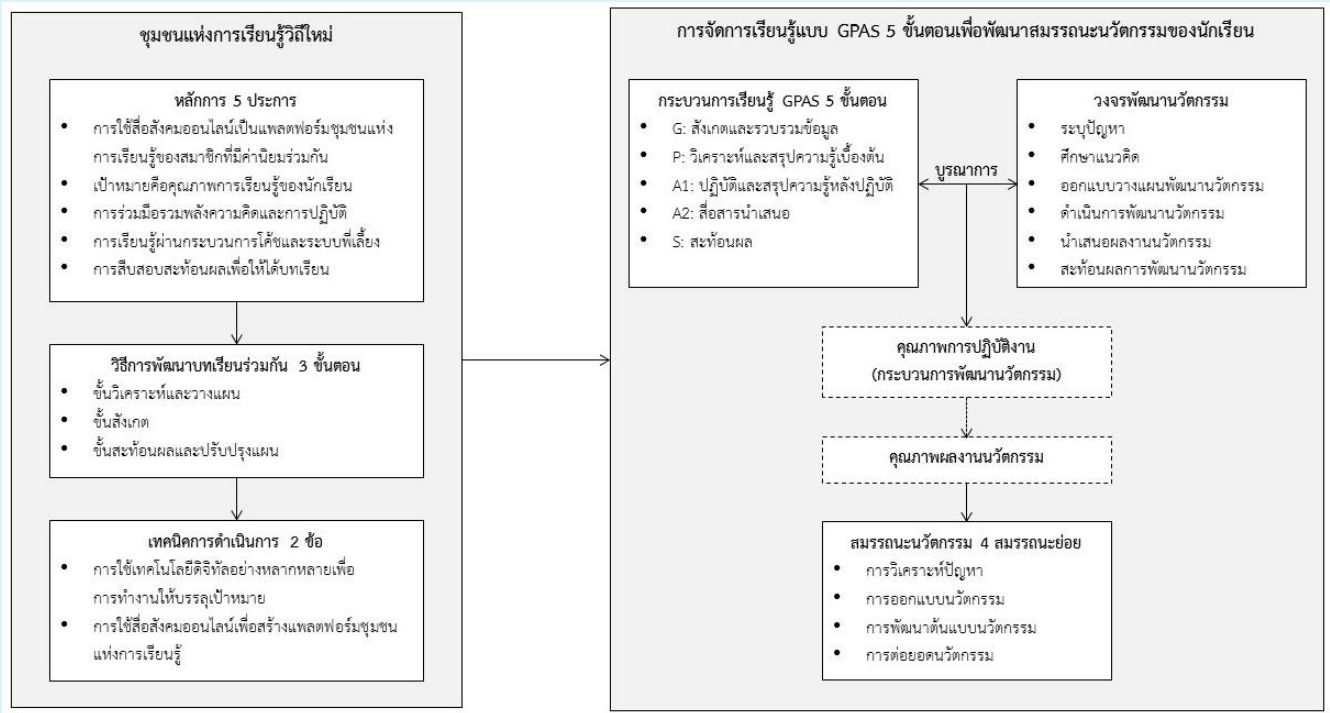 ชุมชนแห่งการเรียนรู้วิถีใหม่
หลักการ 5 ประการ
• การใช้สื่อสังคมออนไลน์เป็นแพลตฟอร์มชุมชนแห่ง
การเรียนรู้ของสมาชิกที่มีค่านิยมร่วมกัน
• เป้าหมายคือคุณภาพการเรียนรู้ของนักเรียน
• การร่วมมือรวมพลังความคิดและการปฏิบัติ
• การเรียนรู้ผ่านกระบวนการโค้ชและระบบพี่เลี้ยง
• การสืบสอบสะท้อนผลเพื่อให้ได้บทเรียน
วิธีการพัฒนาบทเรียนร่วมกัน 3 ขั้นตอน
• ขั้นวิเคราะห์และวางแผน
• ขั้นสังเกต
• ขั้นสะท้อนผลและปรับปรุงแผน
เทคนิคการดำเนินการ 2 ข้อ
• การใช้เทคโนโลยีดิจิทัลอย่างหลากหลายเพื่อ
การทำงานให้บรรลุเป้าหมาย
• การใช้สื่อสังคมออนไลน์เพื่อสร้างแพลตฟอร์มชุมชน
แห่งการเรียนรู้
การจัดการเรียนรู้แบบ GPAS 5 ขั้นตอนเพื่อพัฒนาสมรรถนะนวัตกรรมของนักเรียน
กระบวนการเรียนรู้ GPAS 5 ขั้นตอน
• G: สังเกตและรวบรวมข้อมูล
• P: วิเคราะห์และสรุปความรู้เบื้องต้น
• A1: ปฏิบัติและสรุปความรู้หลังปฏิบัติ
• A2: สื่อสารนำเสนอ
• S: สะท้อนผล
บูรณาการ
วงจรพัฒนานวัตกรรม
• ระบุปัญหา
• ศึกษาแนวคิด
• ออกแบบวางแผนพัฒนานวัตกรรม
• ดำเนินการพัฒนานวัตกรรม
• นำเสนอผลงานนวัตกรรม
• สะท้อนผลการพัฒนานวัตกรรม
คุณภาพการปฏิบัติงาน
(กระบวนการพัฒนานวัตกรรม)
คุณภาพผลงานนวัตกรรม
สมรรถนะนวัตกรรม 4 สมรรถนะย่อย
• การวิเคราะห์ปัญหา
• การออกแบบนวัตกรรม
• การพัฒนาต้นแบบนวัตกรรม
• การต่อยอดนวัตกรรม